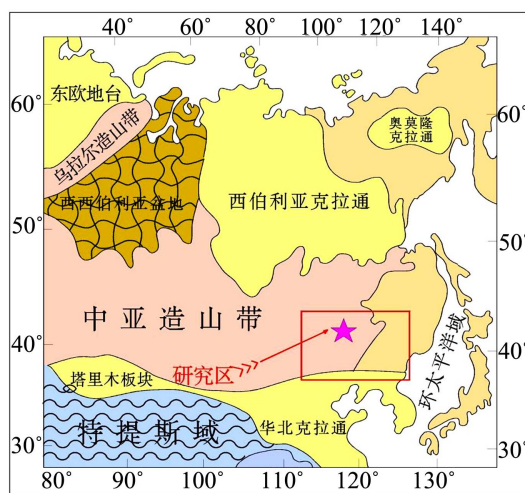 40° 60° 80° 100° 120°
东欧地台
60°
乌拉尔造山带
奥莫隆
克拉通
60°
西西伯利亚盆地
西伯利亚克拉通
50°
50°
中亚造山带
40°
40°
研究区
环太平洋域
塔里木板块
特提斯域
华北克拉通
30°
30°
80° 90° 100° 110° 120° 130°